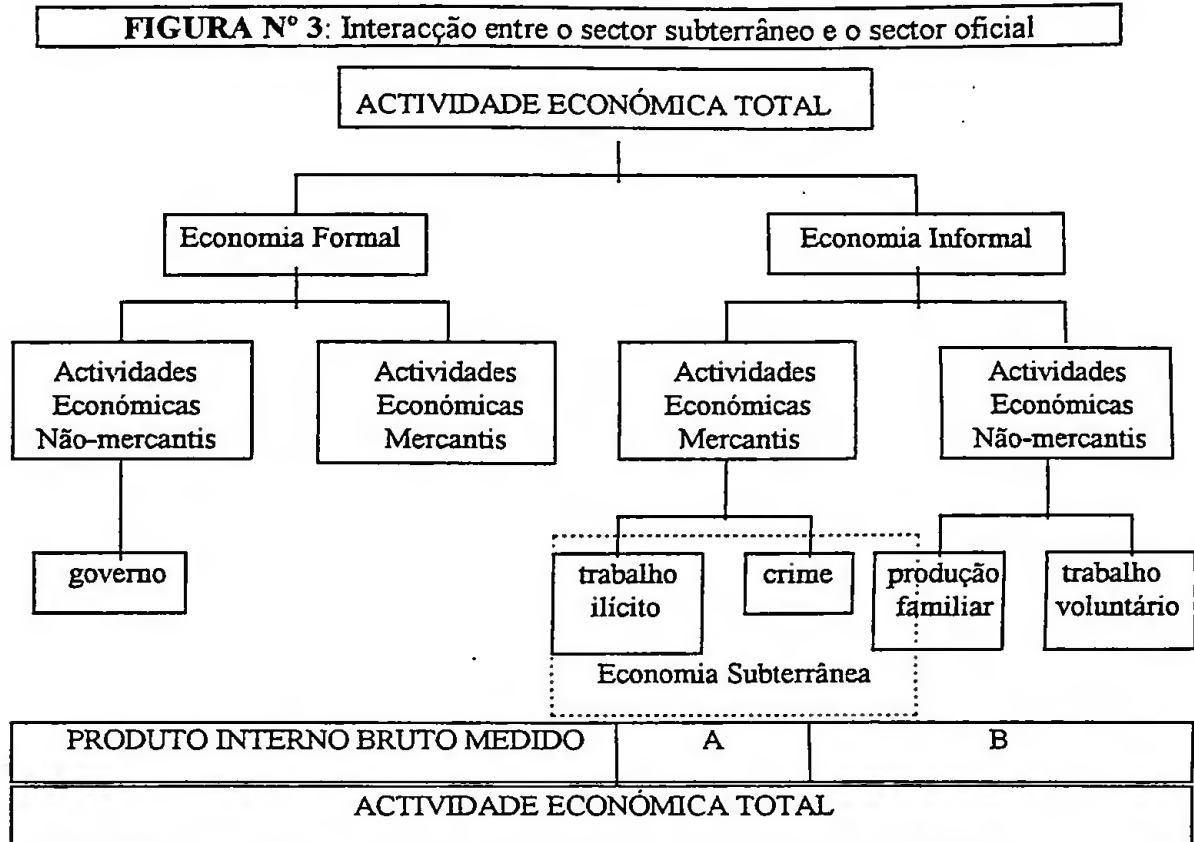 FIGURA Nº 3: Interacção entre o sector subterrâneo e o sector oficial
ACTIVIDADE ECONÓMICA TOTAL
Economia Formal
Economia Informal
Actividades
Económicas
Não-mercantis
Actividades
Económicas
Mercantis
Actividades
Económicas
Mercantis
Actividades
Económicas
Não-mercantis
governo
trabalho
ilícito
crime
produção
familiar
trabalho
voluntário
Economia Subterrânea
PRODUTO INTERNO BRUTO MEDIDO
A
B
ACTIVIDADE ECONÓMICA TOTAL